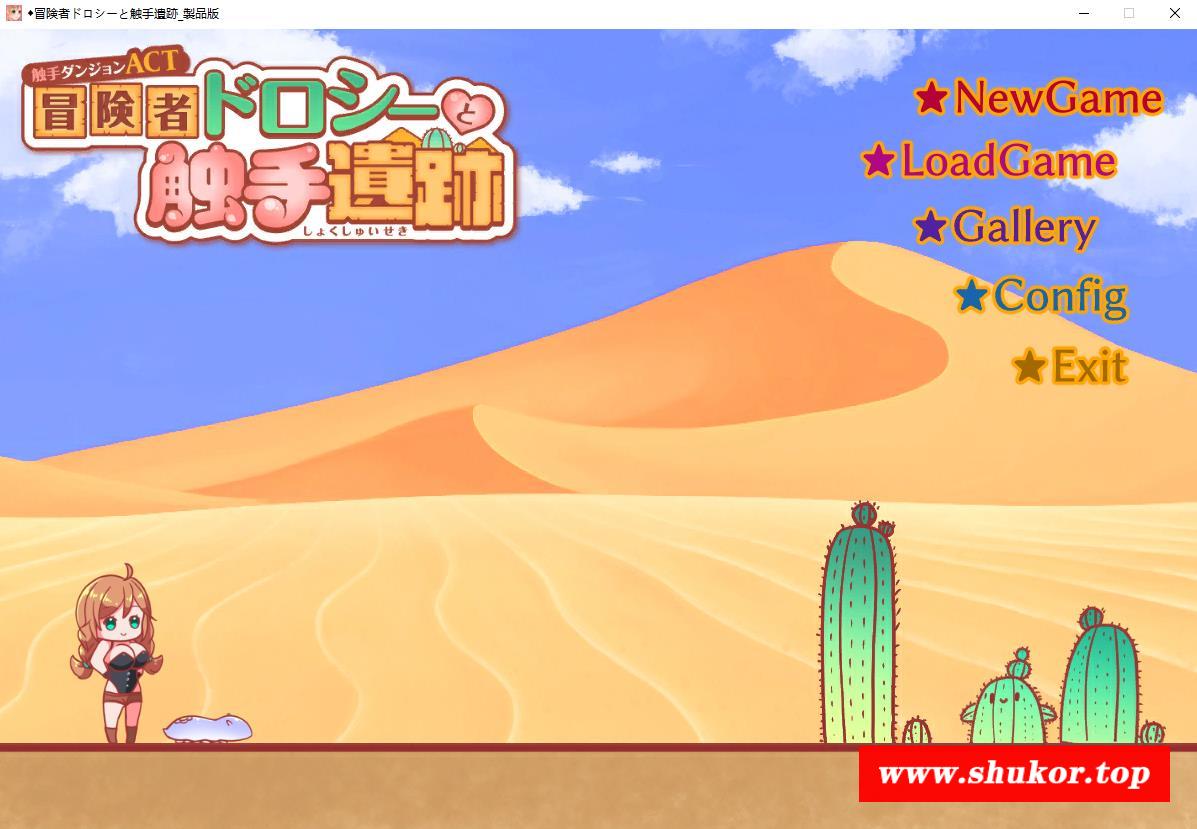 ◆冒険者ドロシーと触手遺跡_製品版
触手ダンジョンACT
冒険者ドロシーと
触手遺跡
しょくしゅいせき
★NewGame
★LoadGame
★Gallery
★Config
★Exit
www.shukor.top